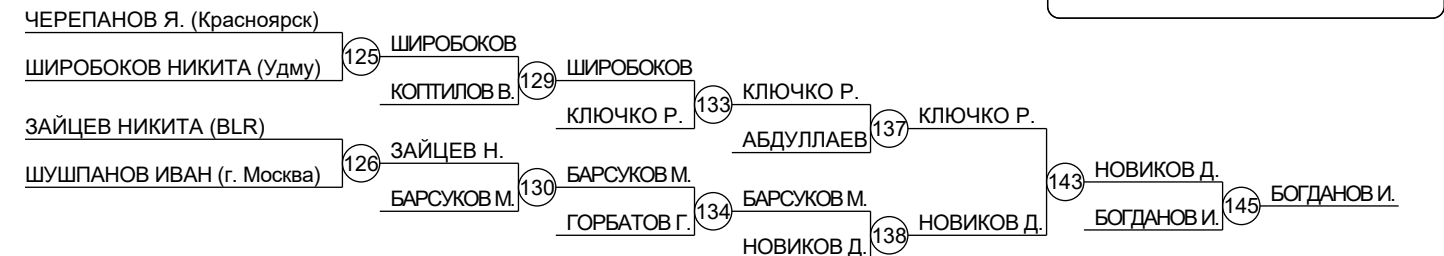 ЧЕРЕПАНОВ Я. (Красноярск)
ШИРОБОКОВ НИКИТА (Удму)
125
ШИРОБОКОВ
КОПТИЛОВ В.
129
ШИРОБОКОВ
КЛЮЧКО Р.
133
КЛЮЧКО Р.
АБДУЛЛАЕВ
137
КЛЮЧКО Р.
ЗАЙЦЕВ НИКИТА (BLR)
ШУШПАНОВ ИВАН (г. Москва)
126
ЗАЙЦЕВ Н.
БАРСУКОВ М.
130
БАРСУКОВ М.
ГОРБАТОВ Г.
134
БАРСУКОВ М.
НОВИКОВ Д.
138
НОВИКОВ Д.
143
НОВИКОВ Д.
БОГДАНОВ И.
145
БОГДАНОВ И.